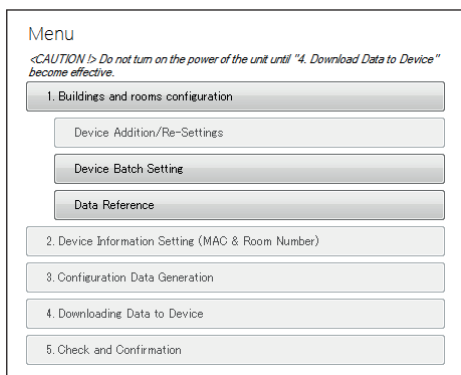 Menu
<CAUTION !> Do not turn on the power of the unit until "4. Download Data to Device"
become effective.
1. Buildings and rooms configuration
Device Addition/Re-Settings
Device Batch Setting
Data Reference
2. Device Information Setting (MAC & Room Number)
3. Configuration Data Generation
4. Downloading Data to Device
5. Check and Confirmation